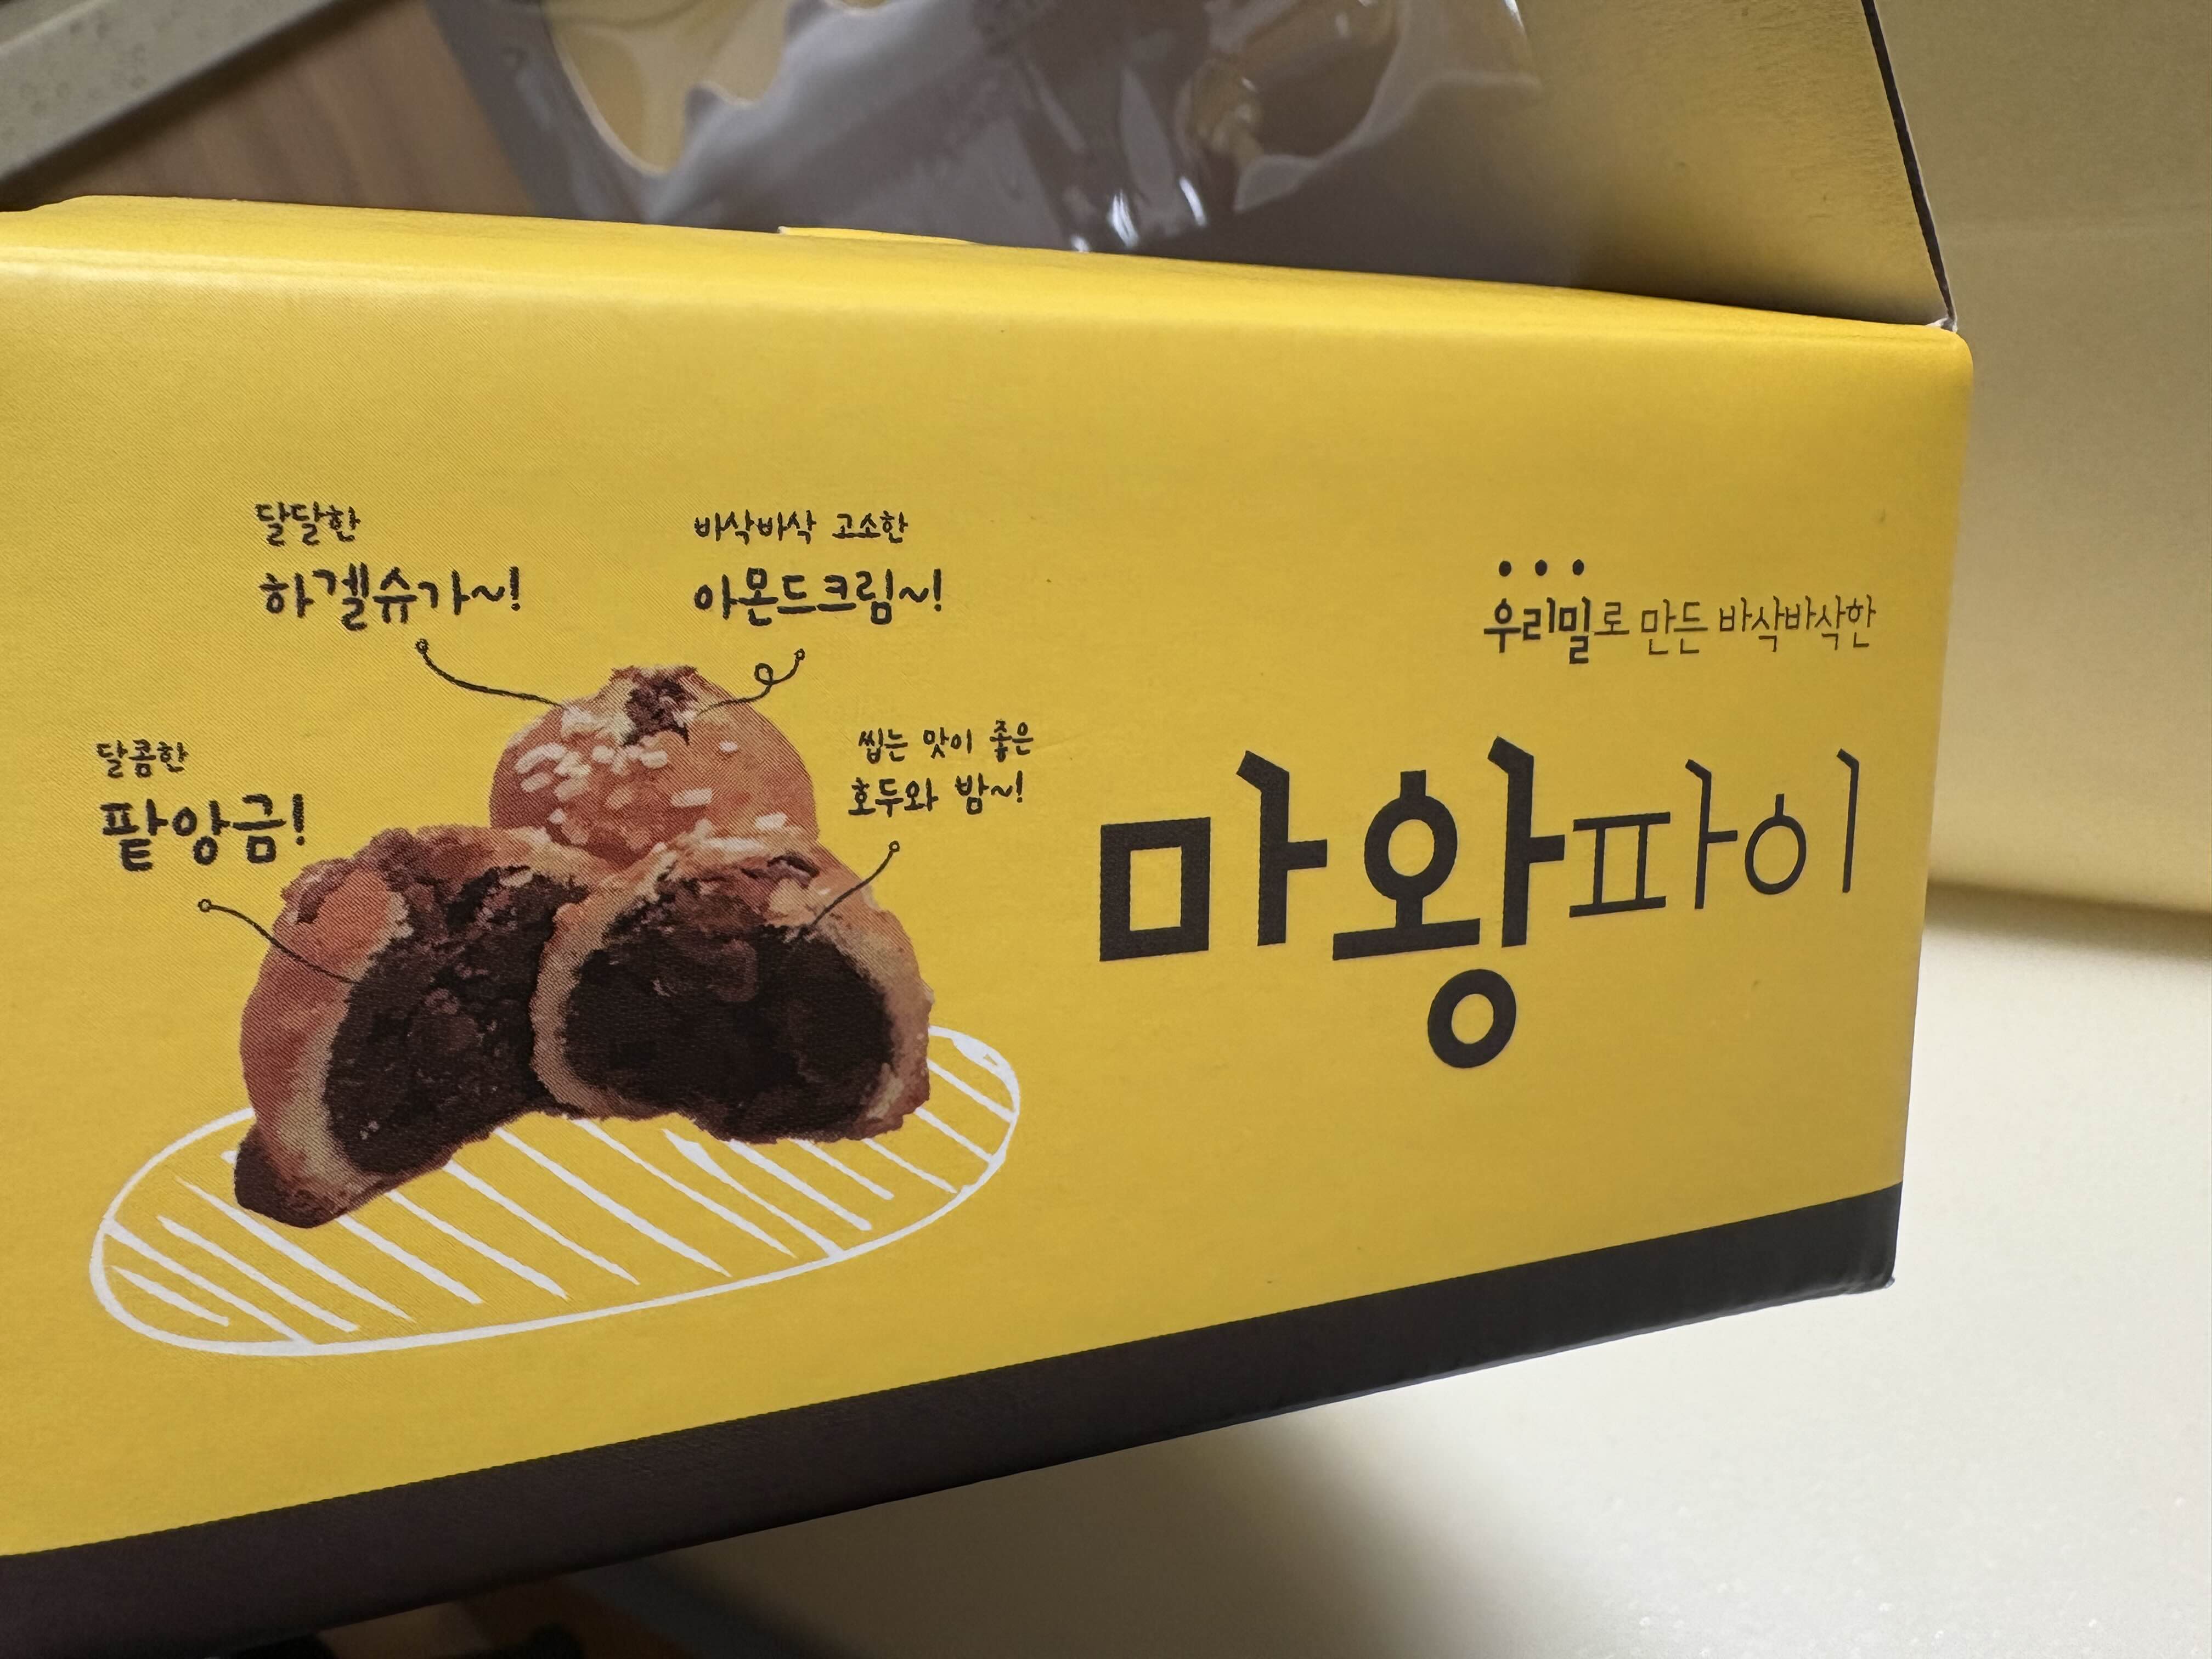 달달한
하겔슈가~!
바삭바삭 고소한
아몬드크림~!
달콤한
팥앙금!
씹는 맛이 좋은
호두와 밤~!
우리밀로 만든 바삭바삭한
마왕파이